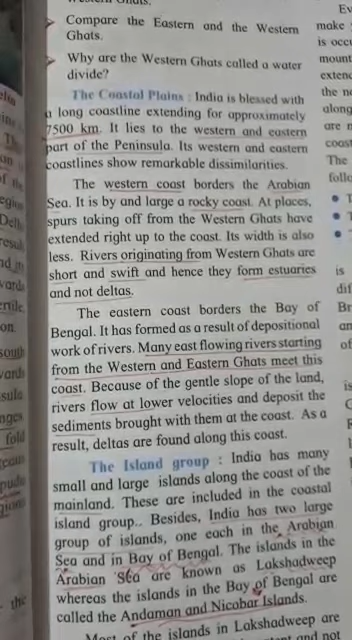 Compare the Eastern and the Western
Ghats.
Why are the Western Ghats called a water
divide?
The Coastal Plains : India is blessed with
a long coastline extending for approximately
7500 km. It lies to the western and eastern
part of the Peninsula. Its western and eastern
coastlines show remarkable dissimilarities.
The western coast borders the Arabian
Sea. It is by and large a rocky coast. At places,
spurs taking off from the Western Ghats have
extended right up to the coast. Its width is also
less. Rivers originating from Western Ghats are
short and swift and hence they form estuaries
and not deltas.
The eastern coast borders the Bay of
Bengal. It has formed as a result of depositional
work of rivers. Many east flowing rivers starting
from the Western and Eastern Ghats meet this
coast. Because of the gentle slope of the land,
rivers flow at lower velocities and deposit the
sediments brought with them at the coast. As a
result, deltas are found along this coast.
The Island group : India has many
small and large islands along the coast of the
mainland. These are included in the coastal
island group.. Besides, India has two large
group of islands, one each in the Arabian
Sea and in Bay of Bengal. The islands in the
Arabian Sea are known as Lakshadweep
whereas the islands in the Bay of Bengal are
called the Andaman and Nicobar Islands.
Most of the islands in Lakshadweep are
make
is
mount
the
along
are
coast
The
is